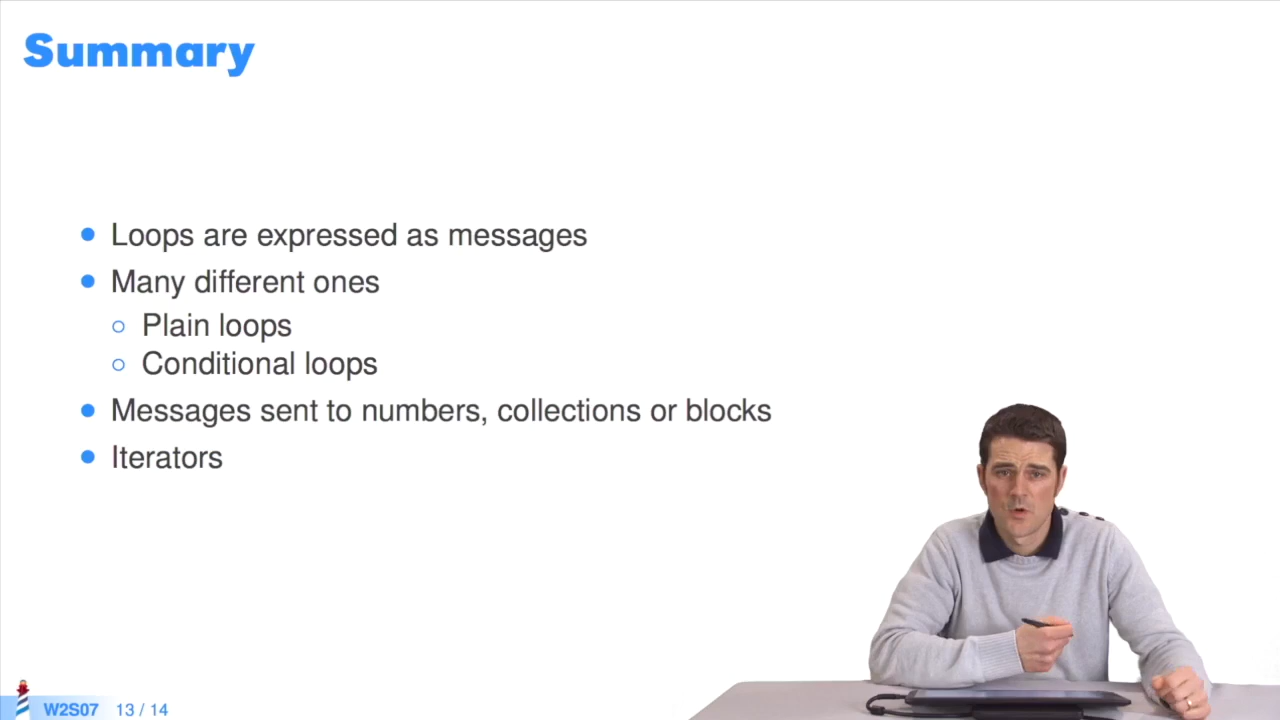 Summary
Loops are expressed as messages
Many different ones
Plain loops
Conditional loops
Messages sent to numbers, collections or blocks
Iterators
W2S07 13 / 14